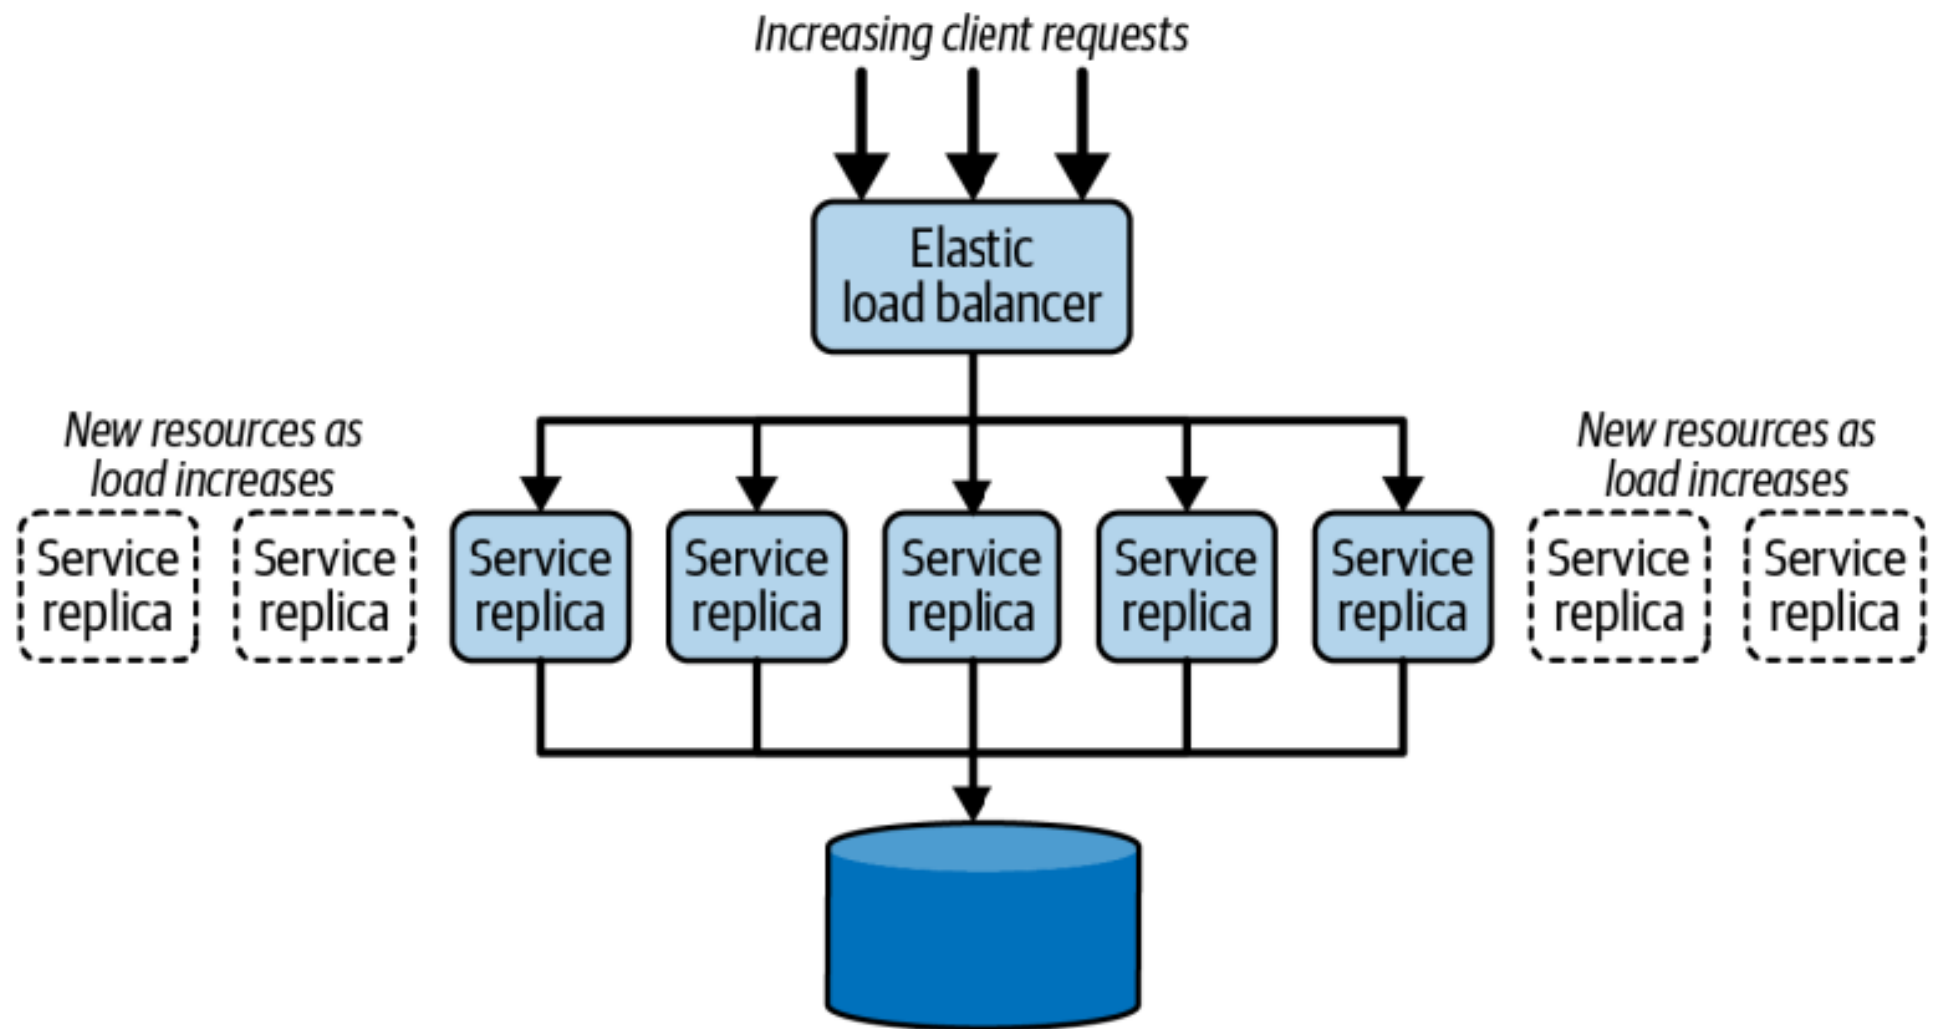 Increasing client requests
Elastic
load balancer
New resources as
load increases
New resources as
load increases
Service
replica
Service
replica
Service
replica
Service
replica
Service
replica
Service
replica
Service
replica
Service
replica
Service
replica